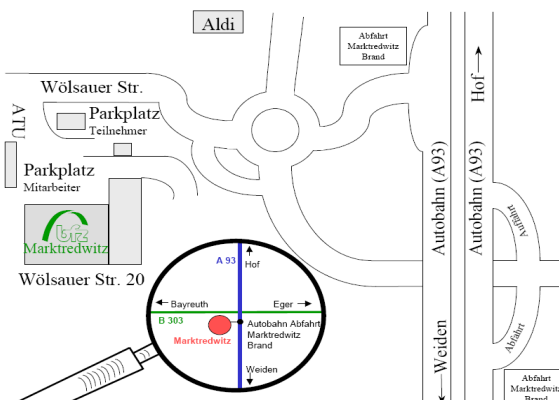 Aldi
Abfahrt
Marktredwitz
Brand
Wölsauer Str.
Parkplatz
Teilnehmer
ATU
Parkplatz
Mitarbeiter
bfz
Marktredwitz
Wölsauer Str. 20
Hof
Autobahn (A93)
Autobahn (A93)
Weiden
Auffahrt
Abfahrt
Abfahrt
Marktredwitz
Brand
A 93
Hof
Bayreuth
Eger
B 303
Marktredwitz
Autobahn Abfahrt
Marktredwitz
Brand
Weiden